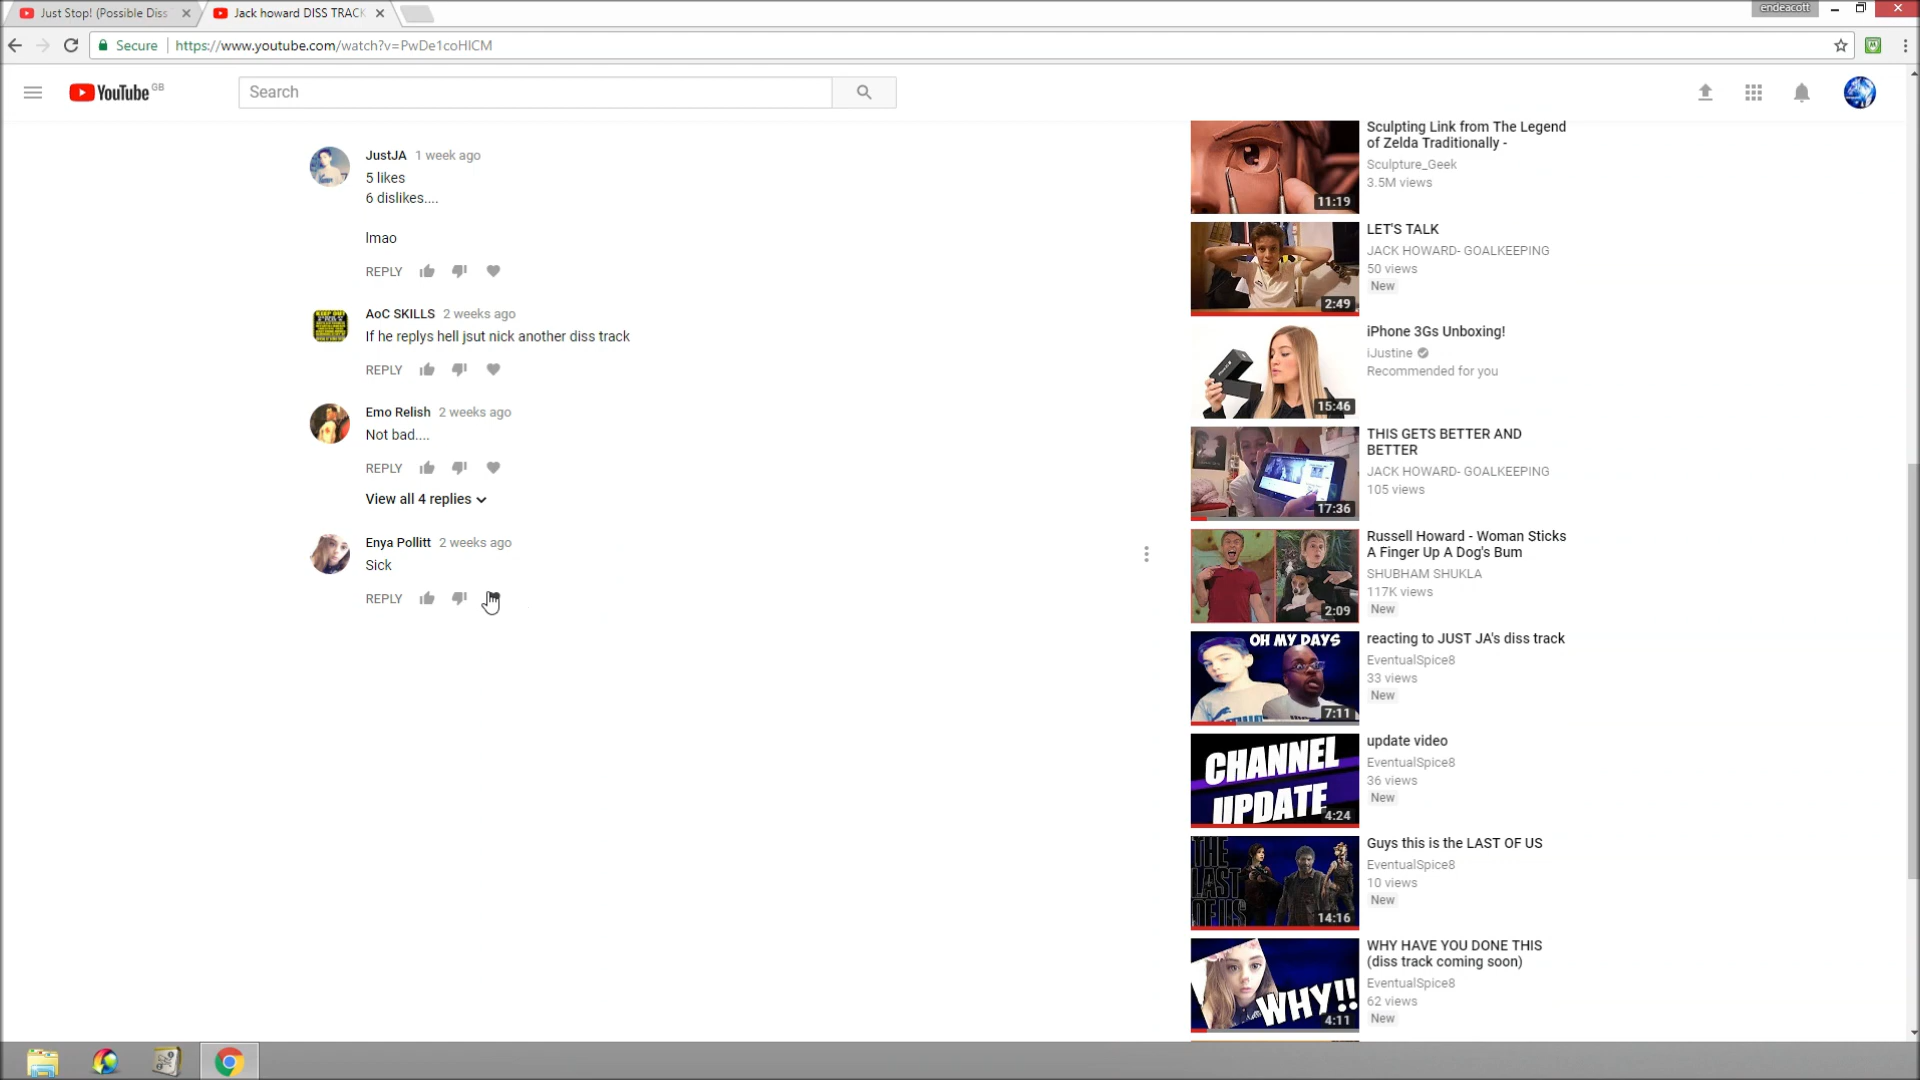 Just Stop! (Possible Diss
Jack howard DISS TRACK
endeacott
Secure
https://www.youtube.com/watch?v=PwDe1coHICM
YouTube GB
Search
JustJA 1 week ago
5 likes
6 dislikes....
lmao
REPLY
AoC SKILLS 2 weeks ago
If he replys hell jsut nick another diss track
REPLY
Emo Relish 2 weeks ago
Not bad....
REPLY
View all 4 replies
Enya Pollitt 2 weeks ago
Sick
REPLY
Sculpting Link from The Legend
of Zelda Traditionally -
Sculpture_Geek
3.5M views
11:19
LET'S TALK
JACK HOWARD- GOALKEEPING
50 views
New
2:49
iPhone 3Gs Unboxing!
iJustine
Recommended for you
15:46
THIS GETS BETTER AND
BETTER
JACK HOWARD- GOALKEEPING
105 views
17:36
Russell Howard - Woman Sticks
A Finger Up A Dog's Bum
SHUBHAM SHUKLA
117K views
New
2:09
OH MY DAYS
7:11
reacting to JUST JA's diss track
EventualSpice8
33 views
New
CHANNEL
UPDATE
4:24
update video
EventualSpice8
36 views
New
THE
LAST
OF US
14:16
Guys this is the LAST OF US
EventualSpice8
10 views
New
WHY!!
4:11
WHY HAVE YOU DONE THIS
(diss track coming soon)
EventualSpice8
62 views
New